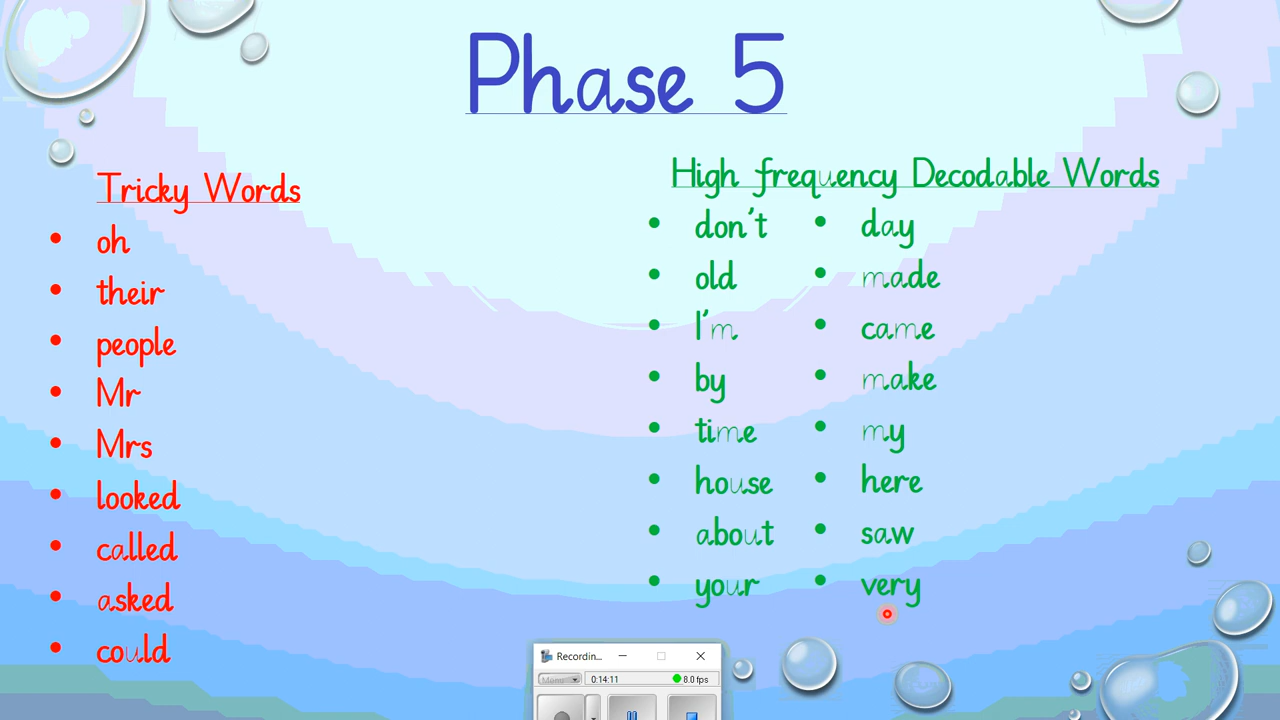 Phase 5
Tricky Words
oh
their
people
Mr
Mrs
looked
called
asked
could
High frequency Decodable Words
don't
old
I'm
by
time
house
about
your
day
made
came
make
my
here
saw
very
Recordin...
Menu
0:14:11
8.0 fps